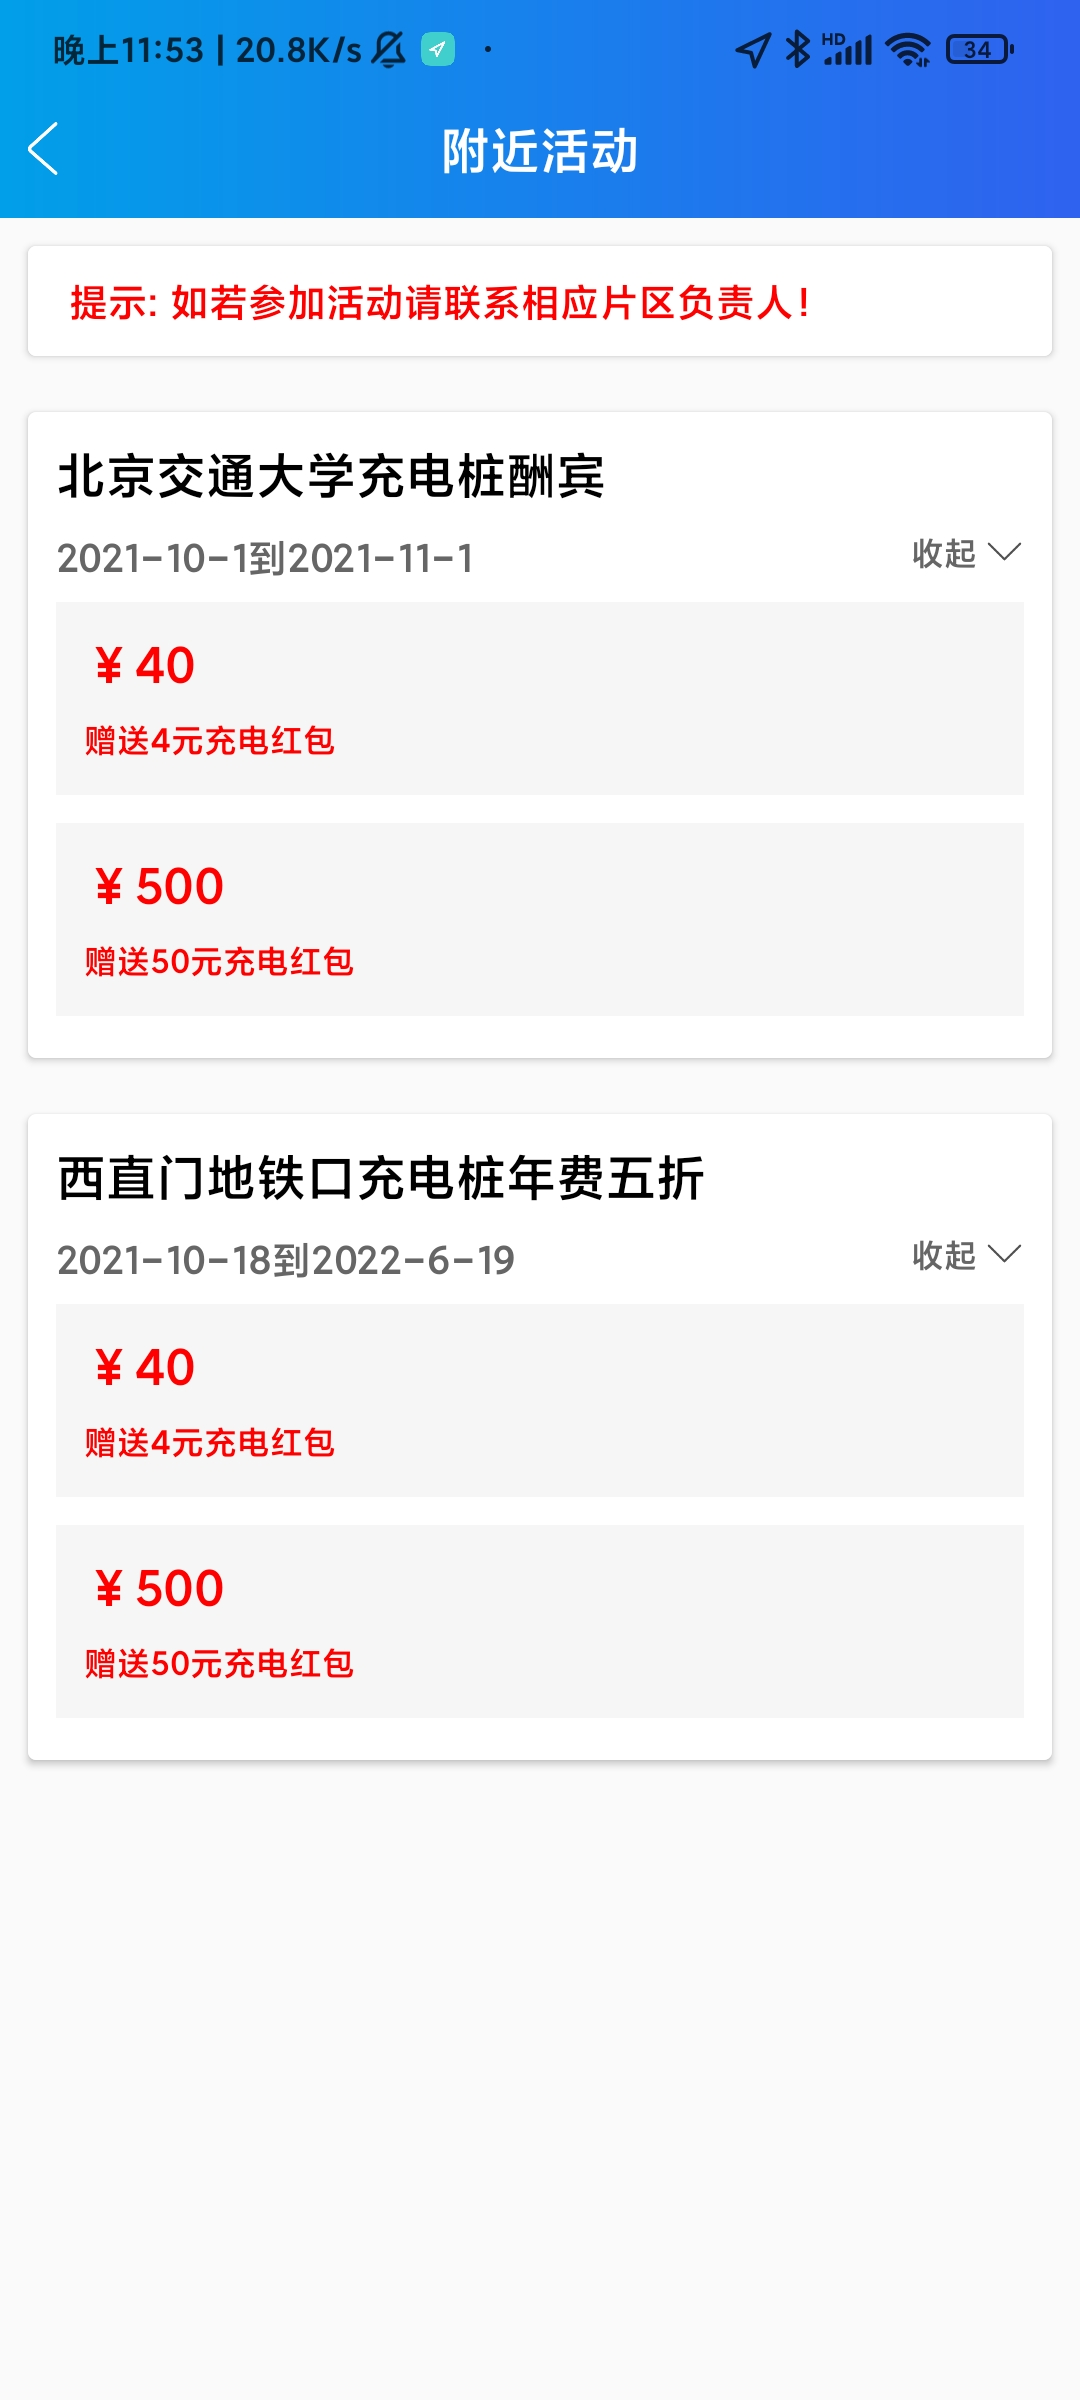 晚上11:53 | 20.8K/s
HD
34
附近活动
提示: 如若参加活动请联系相应片区负责人!
北京交通大学充电桩酬宾
2021-10-1到2021-11-1
收起
¥ 40
赠送4元充电红包
¥ 500
赠送50元充电红包
西直门地铁口充电桩年费五折
2021-10-18到2022-6-19
收起
¥ 40
赠送4元充电红包
¥ 500
赠送50元充电红包